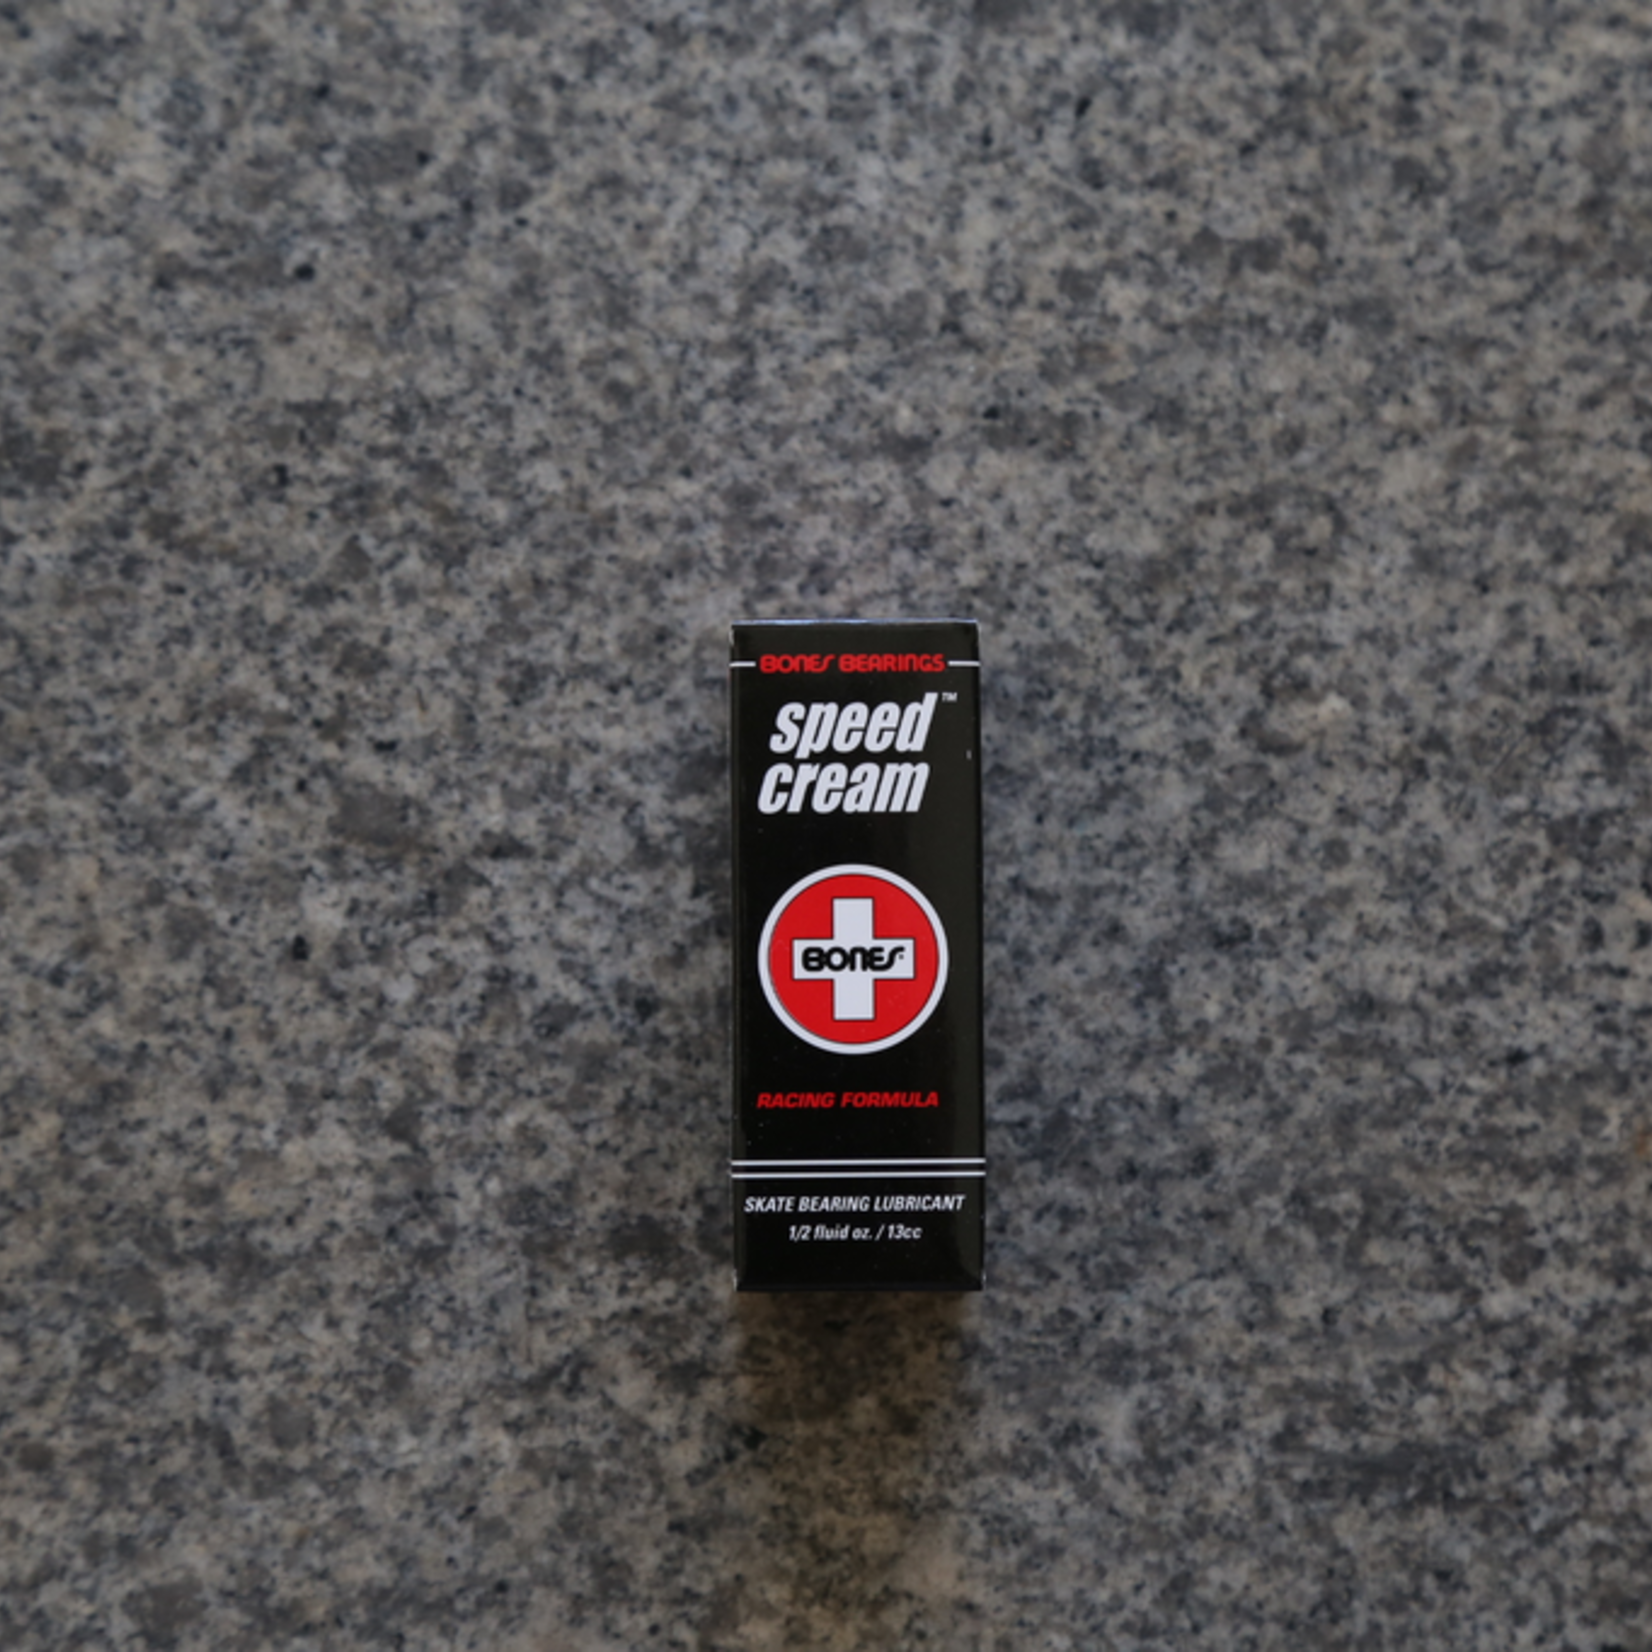 BONES BEARINGS
speed™
cream
BONES®
RACING FORMULA
SKATE BEARING LUBRICANT
1/2 fluid oz. / 13cc